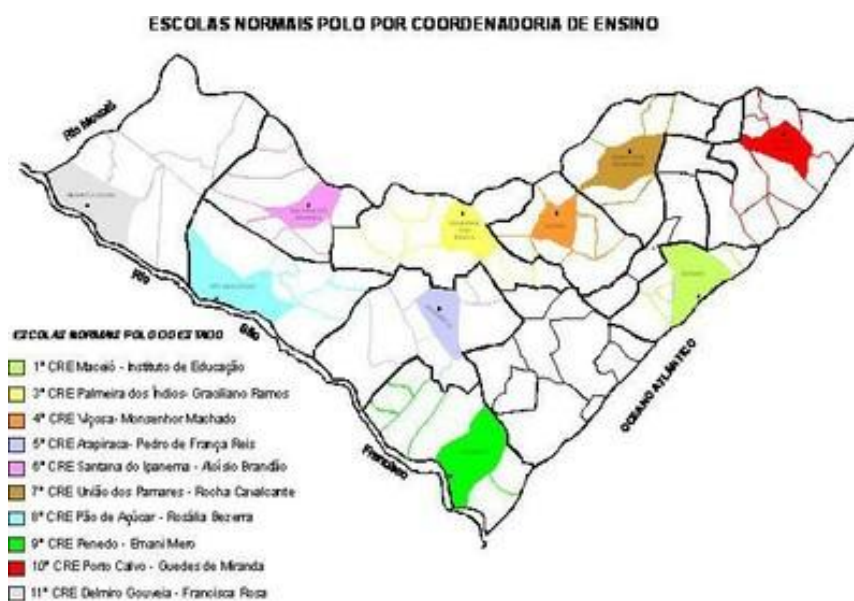 ESCOLAS NORMAIS POLO POR COORDENADORIA DE ENSINO
Rio Moxotó
Rio
São
Francisco
OCEANO ATLÂNTICO
ESCOLAS NORMAIS POLO DO ESTADO
1ª CRE Maceió - Instituto de Educação
3ª CRE Palmeira dos Índios- Graciliano Ramos
4ª CRE Viçosa- Monsenhor Machado
5ª CRE Arapiraca- Pedro de França Reis
6ª CRE Santana do Ipanema - Aloísio Brandão
7ª CRE União dos Pamares - Rocha Cavalcante
8ª CRE Pão de Açúcar - Rosália Bezerra
9ª CRE Penedo - Ernani Mero
10ª CRE Porto Calvo - Guedes de Miranda
11ª CRE Delmiro Gouveia - Francisca Rosa